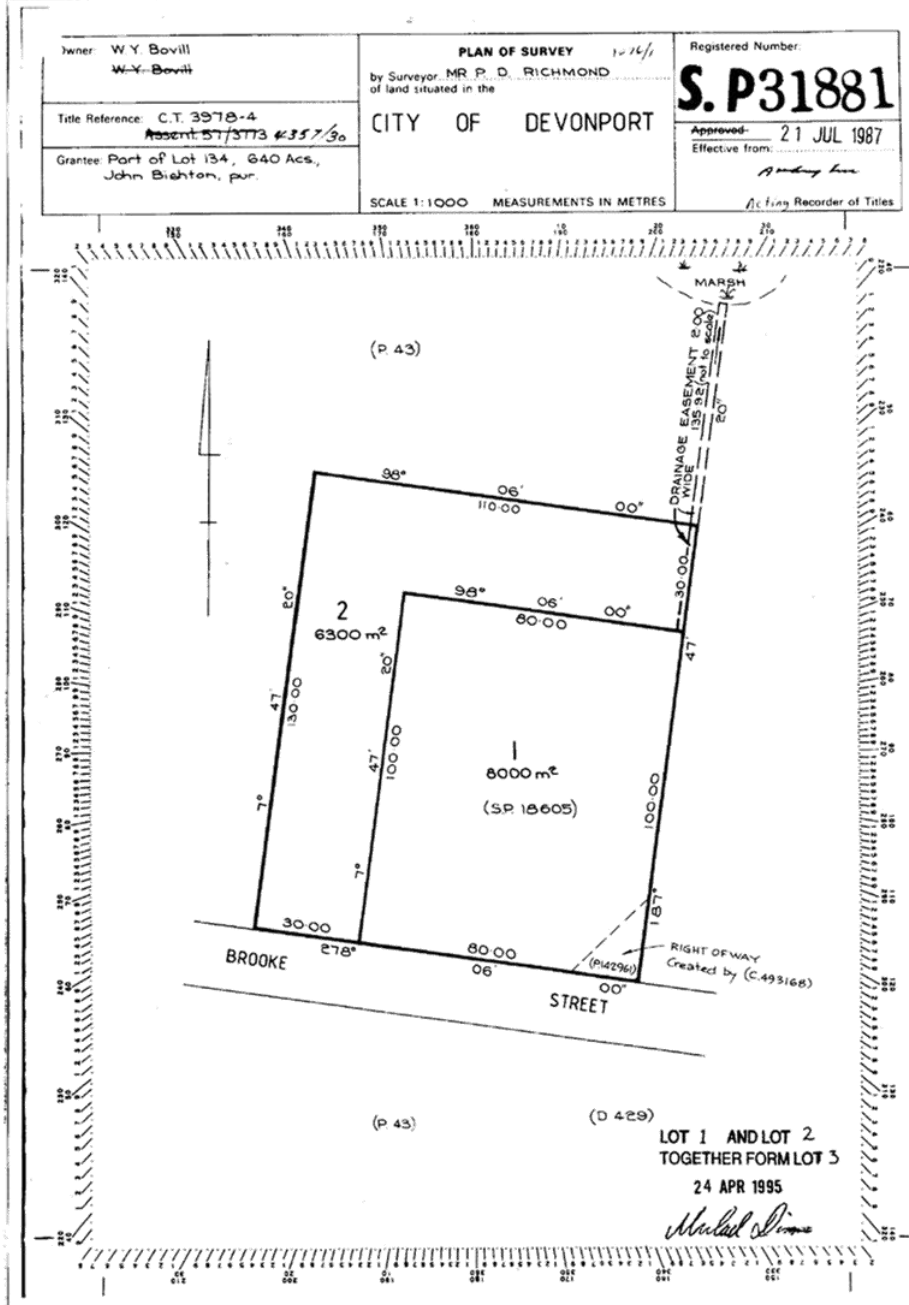 Owner: W.Y. Bovill
W.Y. Bovill
Title Reference: C.T. 3978-4
Assent 57/3773 4357/30
Grantee: Part of Lot 134, 640 Acs.,
John Bishton, pur.
PLAN OF SURVEY
by Surveyor MR P. D. RICHMOND
of land situated in the
CITY OF DEVONPORT
SCALE 1:1000 MEASUREMENTS IN METRES
Registered Number:
S. P 31881
Approved
21 JUL 1987
Effective from:
Acting Recorder of Titles
MARSH
(P. 43)
DRAINAGE EASEMENT 2.00
WIDE
135.92 (not to scale)
20"
98° 06' 00"
110.00
30.00
47'
2
6300 m²
20"
47'
130.00
7°
98° 06' 00"
80.00
20"
47'
100.00
7°
1
8000 m²
(S.P. 18605)
100.00
187°
30.00
278°
80.00
06'
00"
(P.142961)
RIGHT OF WAY
Created by (C.493168)
BROOKE STREET
(P. 43)
(D 429)
LOT 1 AND LOT 2
TOGETHER FORM LOT 3
24 APR 1995